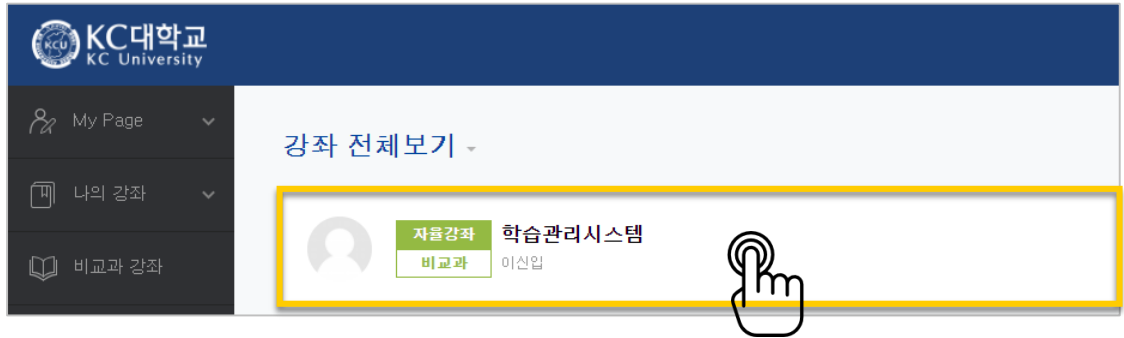 KCU
KC대학교
KC University
My Page
나의 강좌
비교과 강좌
강좌 전체보기
자율강좌 학습관리시스템
비교과 이신입